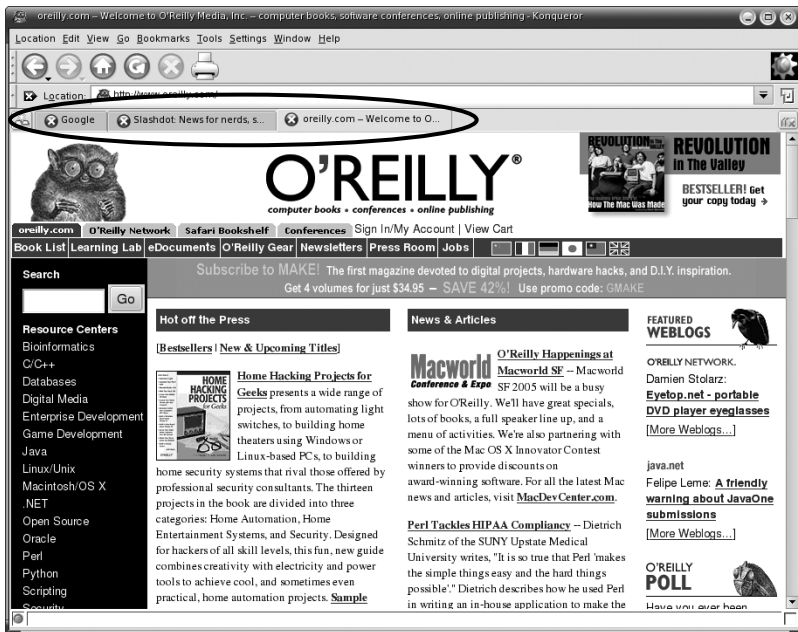 oreilly.com – Welcome to O'Reilly Media, Inc. – computer books, software conferences, online publishing - Konqueror
Location Edit View Go Bookmarks Tools Settings Window Help
Location: http://www.oreilly.com/
Google
Slashdot: News for nerds, s...
oreilly.com – Welcome to O...
O'REILLY®
computer books • conferences • online publishing
REVOLUTION in The Valley
How The Mac Was Made
REVOLUTION
in The Valley
BESTSELLER! Get
your copy today →
oreilly.com O'Reilly Network Safari Bookshelf Conferences Sign In/My Account | View Cart
Book List Learning Lab eDocuments O'Reilly Gear Newsletters Press Room Jobs
Subscribe to MAKE! The first magazine devoted to digital projects, hardware hacks, and D.I.Y. inspiration.
Get 4 volumes for just $34.95 – SAVE 42%! Use promo code: GMAKE
Search
Go
Resource Centers
Bioinformatics
C/C++
Databases
Digital Media
Enterprise Development
Game Development
Java
Linux/Unix
Macintosh/OS X
.NET
Open Source
Oracle
Perl
Python
Scripting
Security
Hot off the Press
[Bestsellers | New & Upcoming Titles]
HOME
HACKING
PROJECTS
for Geeks
Home Hacking Projects for
Geeks presents a wide range of
projects, from automating light
switches, to building home
theaters using Windows or
Linux-based PCs, to building
home security systems that rival those offered by
professional security consultants. The thirteen
projects in the book are divided into three
categories: Home Automation, Home
Entertainment Systems, and Security. Designed
for hackers of all skill levels, this fun, new guide
combines creativity with electricity and power
tools to achieve cool, and sometimes even
practical, home automation projects. Sample
News & Articles
Macworld
Conference & Expo
O'Reilly Happenings at
Macworld SF -- Macworld
SF 2005 will be a busy
show for O'Reilly. We'll have great specials,
lots of books, a full speaker line up, and a
menu of activities. We're also partnering with
some of the Mac OS X Innovator Contest
winners to provide discounts on
award-winning software. For all the latest Mac
news and articles, visit MacDevCenter.com.
Perl Tackles HIPAA Compliancy -- Dietrich
Schmitz of the SUNY Upstate Medical
University writes, "It is so true that Perl 'makes
the simple things easy and the hard things
possible'." Dietrich describes how he used Perl
in writing an in-house application to make the
FEATURED
WEBLOGS
O'REILLY NETWORK.
Damien Stolarz:
Eyetop.net - portable
DVD player eyeglasses
[More Weblogs...]
java.net
Felipe Leme: A friendly
warning about JavaOne
submissions
[More Weblogs...]
O'REILLY
POLL
Have you ever been